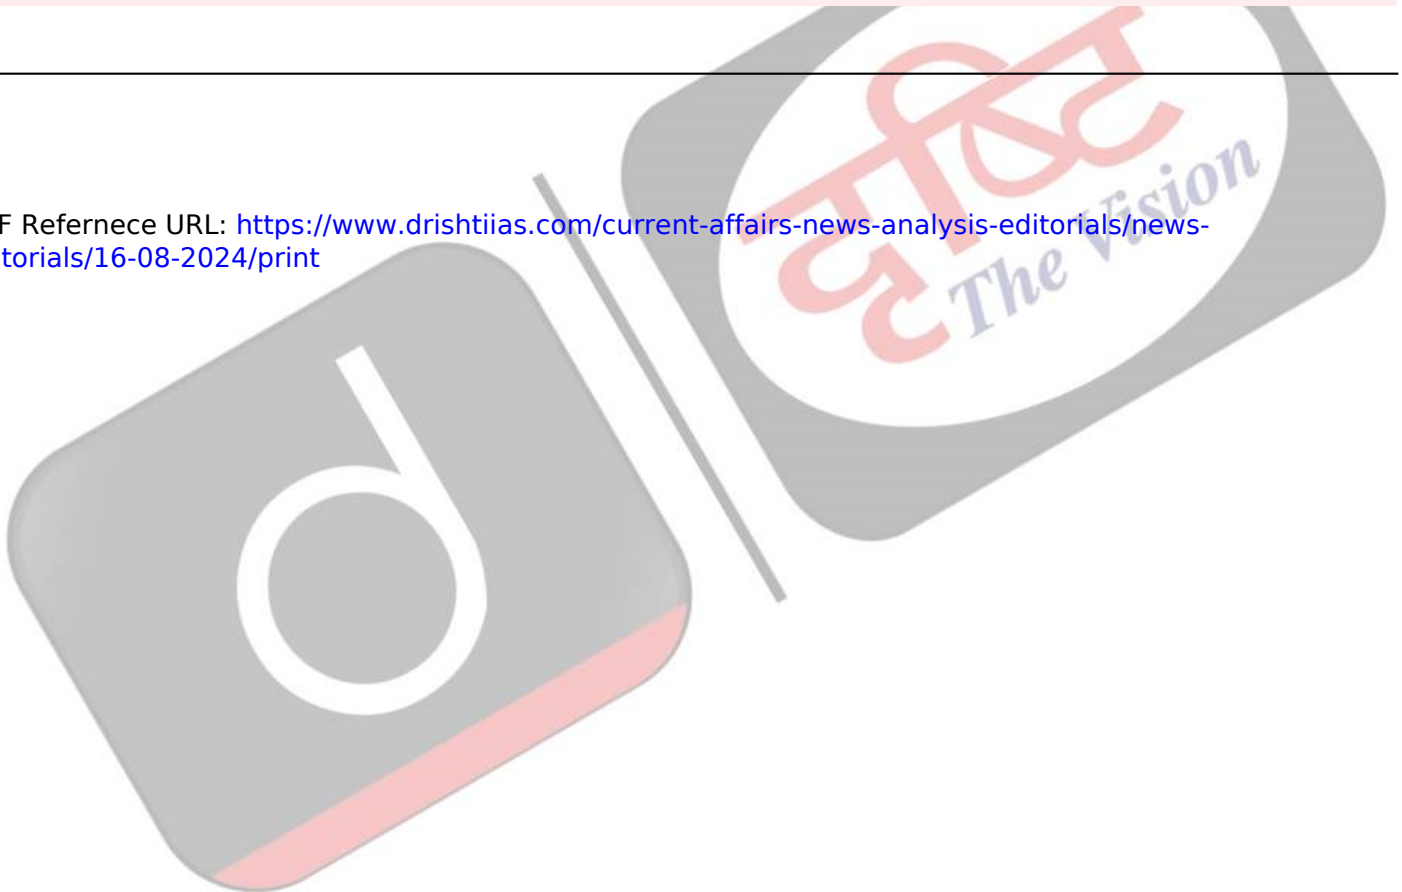 F Refernece URL: https://www.drishtiias.com/current-affairs-news-analysis-editorials/news-
torials/16-08-2024/print
दृष्टि
The Vision
d